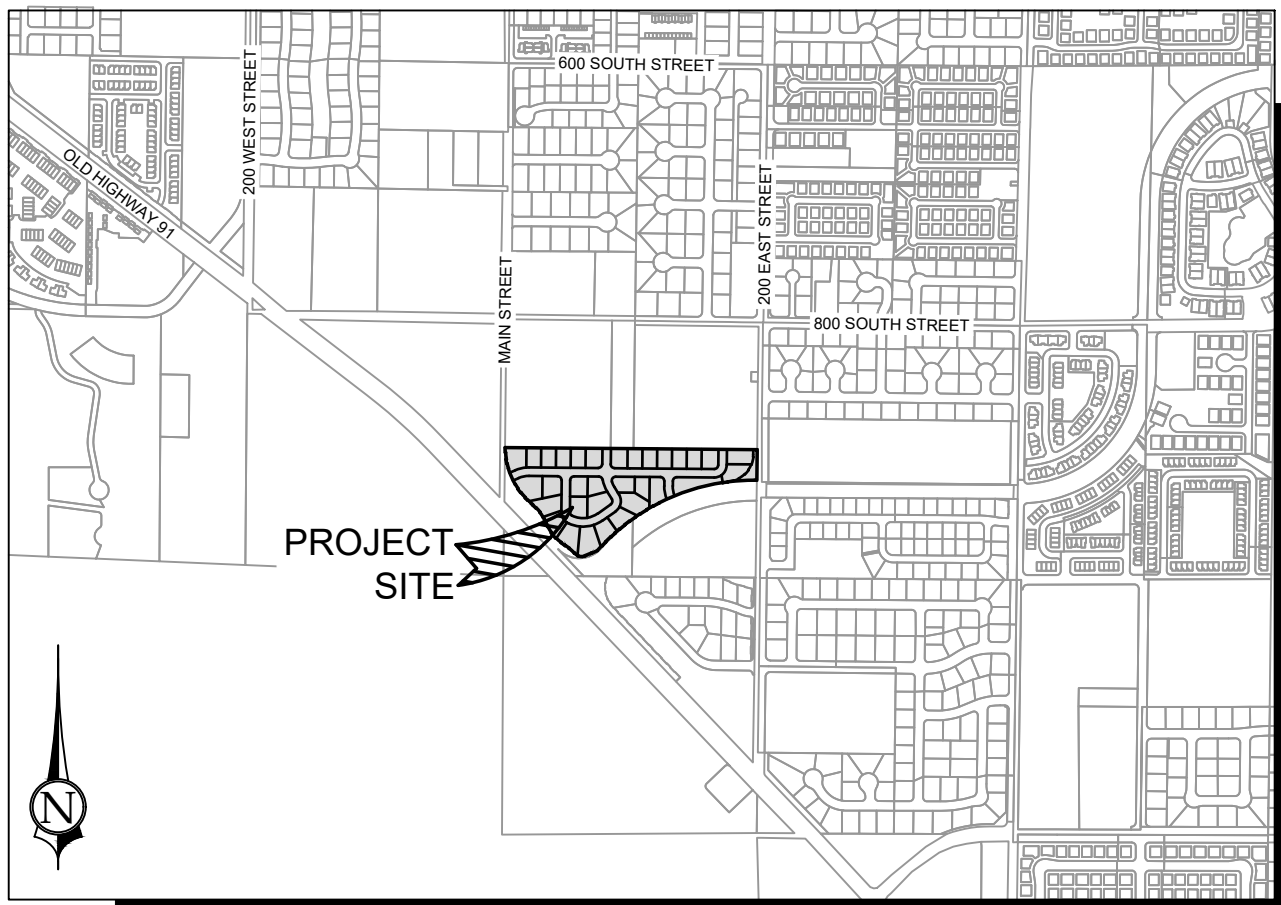 600 SOUTH STREET
200 WEST STREET
OLD HIGHWAY 91
200 EAST STREET
MAIN STREET
800 SOUTH STREET
PROJECT
SITE
N